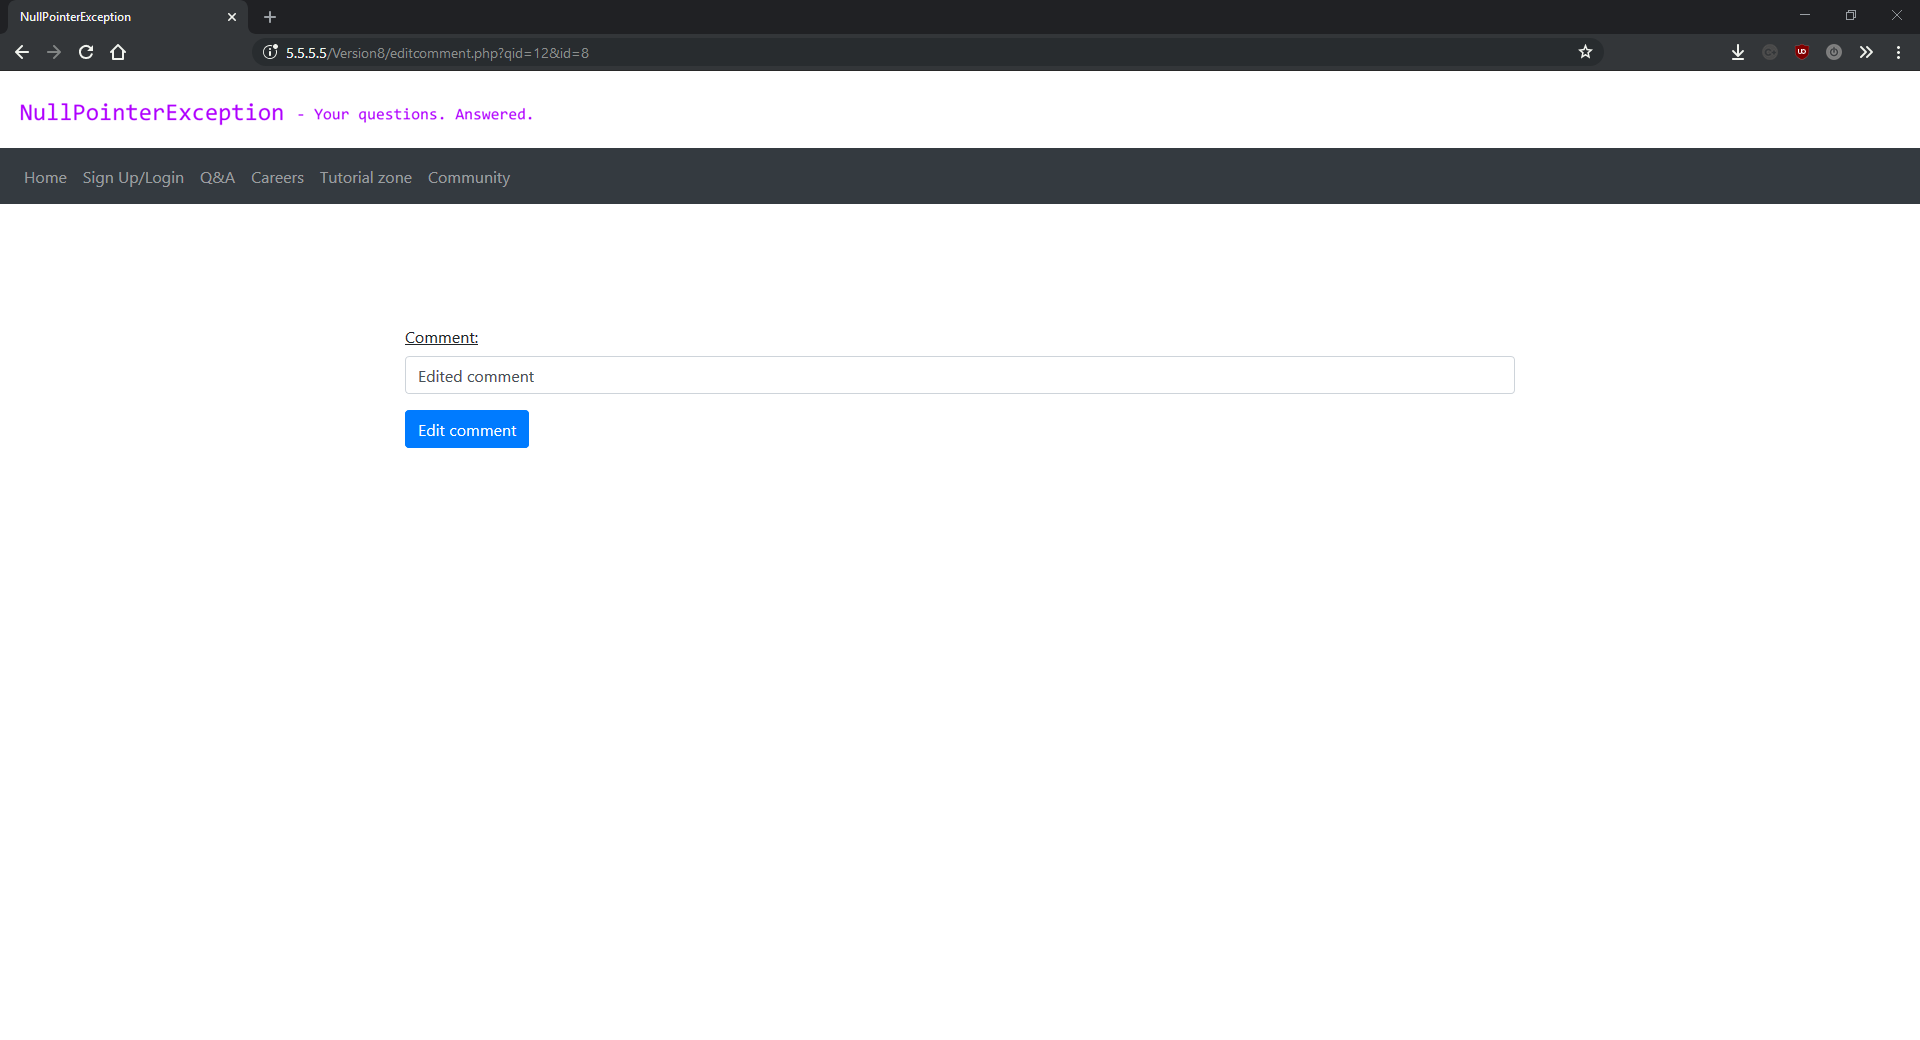 NullPointerException
5.5.5.5/Version8/editcomment.php?qid=12&id=8
NullPointerException - Your questions. Answered.
Home Sign Up/Login Q&A Careers Tutorial zone Community
Comment:
Edited comment
Edit comment